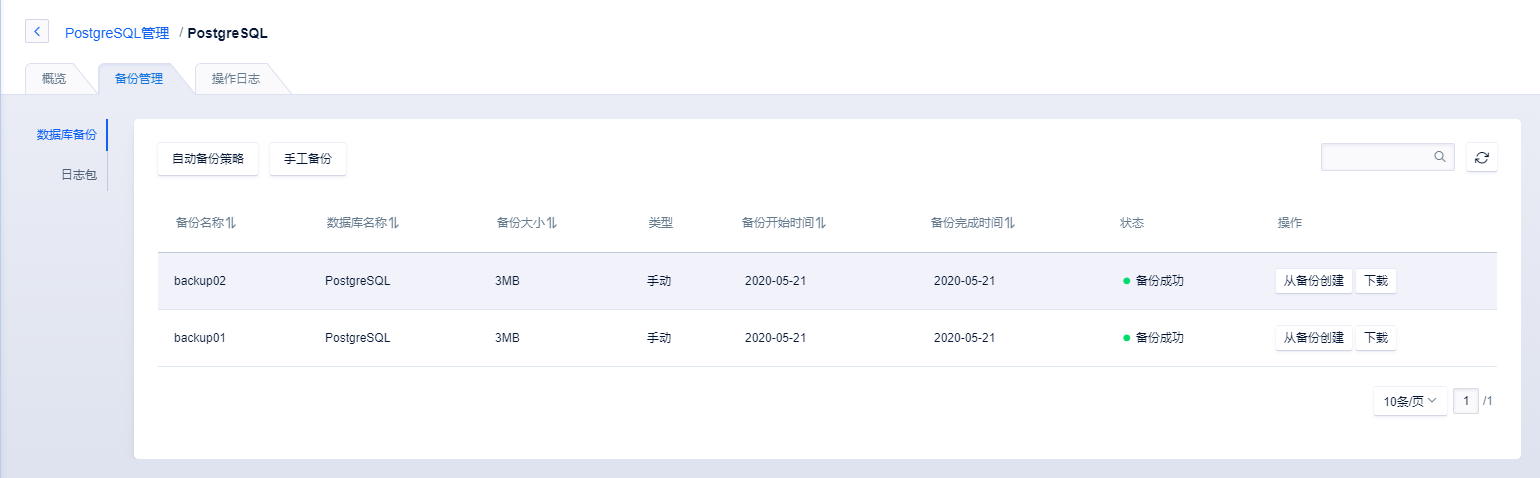 PostgreSQL管理 / PostgreSQL
概览 备份管理 操作日志
数据库备份
日志包
自动备份策略 手工备份
备份名称 数据库名称 备份大小 类型 备份开始时间 备份完成时间 状态 操作
backup02 PostgreSQL 3MB 手动 2020-05-21 2020-05-21 备份成功 从备份创建 下载
backup01 PostgreSQL 3MB 手动 2020-05-21 2020-05-21 备份成功 从备份创建 下载
10条/页 1 /1